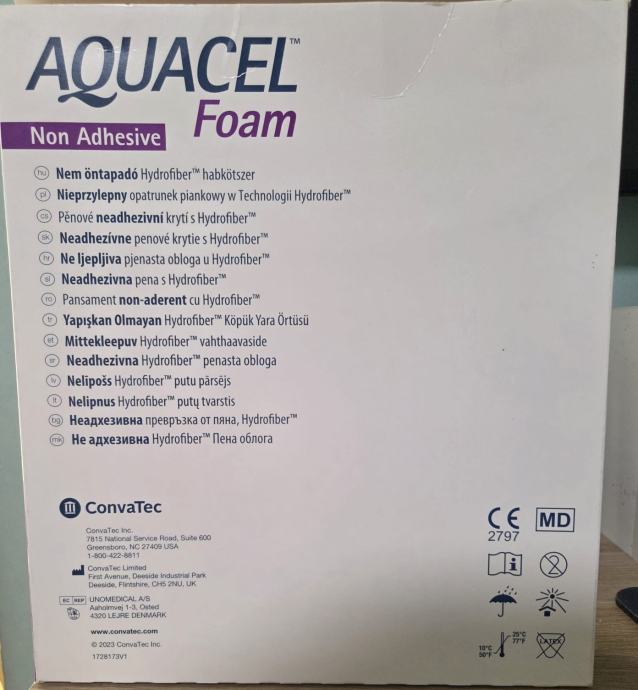 AQUACEL™
Foam
Non Adhesive
hu Nem öntapadó Hydrofiber™ habkötszer
pl Nieprzylepny opatrunek piankowy w Technologii Hydrofiber™
cs Pěnové neadhezivní krytí s Hydrofiber™
sk Neadhezívne penové krytie s Hydrofiber™
hr Ne ljepljiva pjenasta obloga u Hydrofiber™
sl Neadhezivna pena s Hydrofiber™
ro Pansament non-aderent cu Hydrofiber™
tr Yapışkan Olmayan Hydrofiber™ Köpük Yara Örtüsü
et Mittekleepuv Hydrofiber™ vahthaavaside
sr Neadhezivna Hydrofiber™ penasta obloga
lv Nelīpošs Hydrofiber™ putu pārsējs
lt Nelipnus Hydrofiber™ putų tvarstis
bg Неадхезивна превръзка от пяна, Hydrofiber™
mk Не адхезивна Hydrofiber™ Пена облога
ConvaTec
ConvaTec Inc.
7815 National Service Road, Suite 600
Greensboro, NC 27409 USA
1-800-422-8811
ConvaTec Limited
First Avenue, Deeside Industrial Park
Deeside, Flintshire, CH5 2NU, UK
EC REP UNOMEDICAL A/S
Aaholmvej 1-3, Osted
4320 LEJRE DENMARK
www.convatec.com
© 2023 ConvaTec Inc.
1728173V1
CE MD
2797
i 2
25°C
77°F
10°C
50°F
LATEX